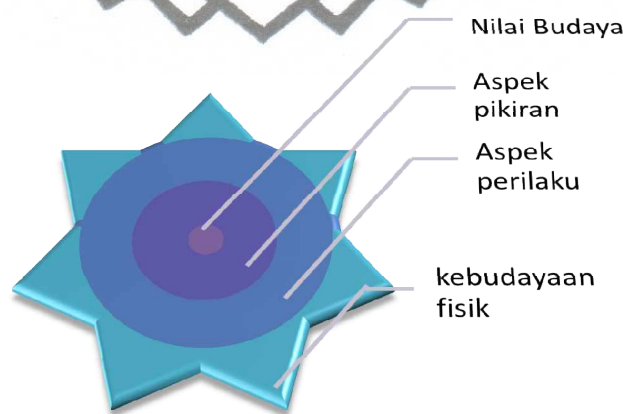 Nilai Budaya
Aspek
pikiran
Aspek
perilaku
kebudayaan
fisik